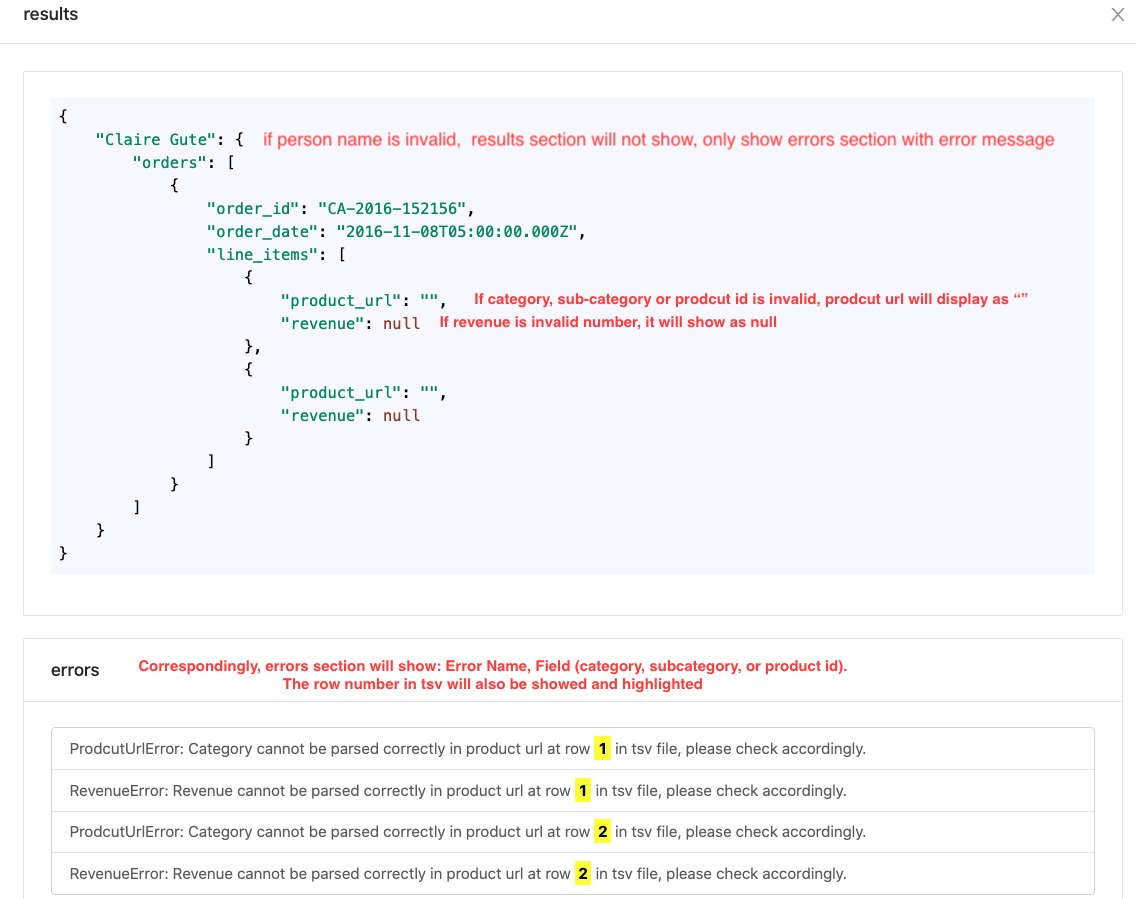 results
{
"Claire Gute": { if person name is invalid, results section will not show, only show errors section with error message
"orders": [
{
"order_id": "CA-2016-152156",
"order_date": "2016-11-08T05:00:00.000Z",
"line_items": [
{
"product_url": "", If category, sub-category or prodcut id is invalid, prodcut url will display as “”
"revenue": null If revenue is invalid number, it will show as null
},
{
"product_url": "",
"revenue": null
}
]
}
]
}
}
errors
Correspondingly, errors section will show: Error Name, Field (category, subcategory, or product id).
The row number in tsv will also be showed and highlighted
ProdcutUrlError: Category cannot be parsed correctly in product url at row 1 in tsv file, please check accordingly.
RevenueError: Revenue cannot be parsed correctly in product url at row 1 in tsv file, please check accordingly.
ProdcutUrlError: Category cannot be parsed correctly in product url at row 2 in tsv file, please check accordingly.
RevenueError: Revenue cannot be parsed correctly in product url at row 2 in tsv file, please check accordingly.